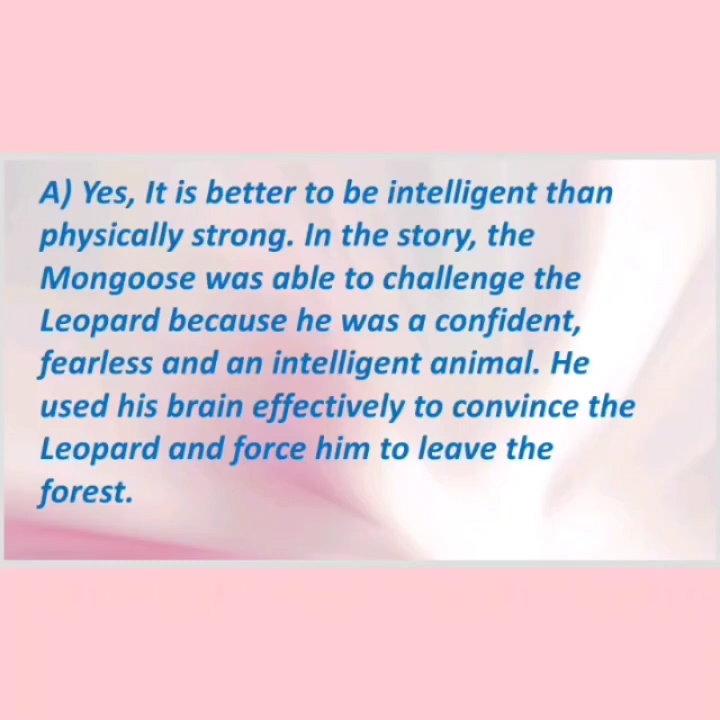 A) Yes, It is better to be intelligent than
physically strong. In the story, the
Mongoose was able to challenge the
Leopard because he was a confident,
fearless and an intelligent animal. He
used his brain effectively to convince the
Leopard and force him to leave the
forest.